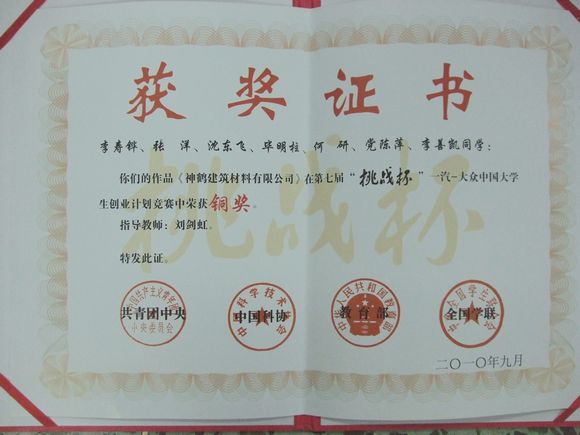 获奖证书
李寿铧、张 洋、沈东飞、毕明柱、何 研、党陈萍、李善凯同学:
你们的作品《神鹤建筑材料有限公司》在第七届“挑战杯”一汽-大众中国大学
生创业计划竞赛中荣获铜奖。
指导教师:刘剑虹
挑战杯
特发此证。
共青团中央 中国科协 教育部 全国学联
二〇一〇年九月